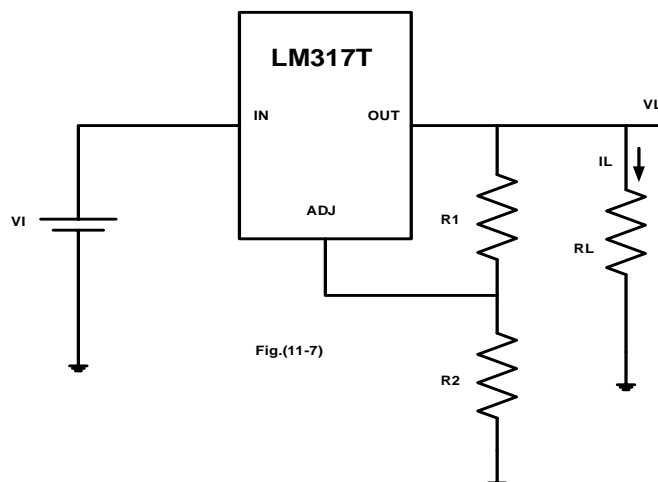 LM317T
IN
OUT
VL
IL
ADJ
R1
RL
VI
Fig.(11-7)
R2